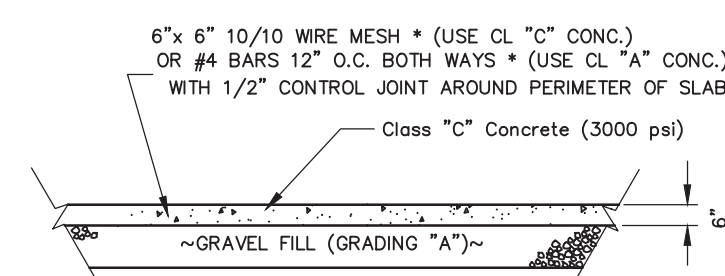 6"x 6" 10/10 WIRE MESH * (USE CL "C" CONC.)
OR #4 BARS 12" O.C. BOTH WAYS * (USE CL "A" CONC.)
WITH 1/2" CONTROL JOINT AROUND PERIMETER OF SLAB
Class "C" Concrete (3000 psi)
6"
~GRAVEL FILL (GRADING "A")~